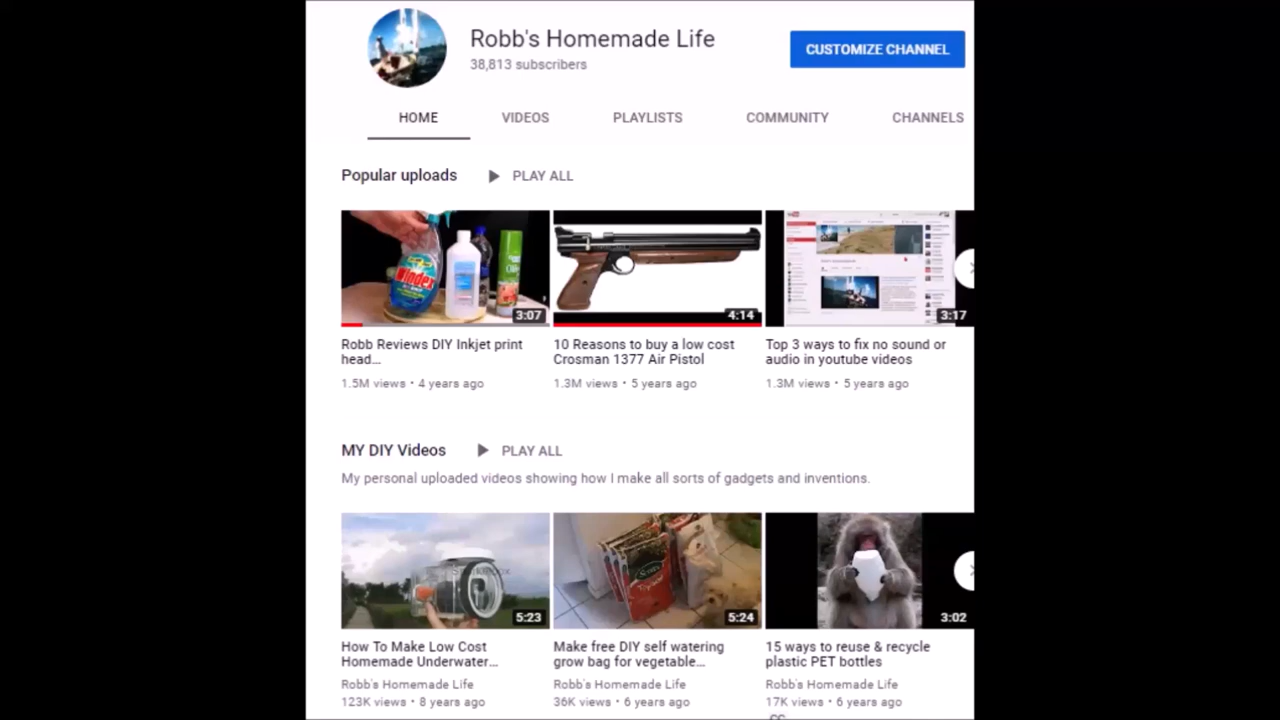 Robb's Homemade Life
38,813 subscribers
CUSTOMIZE CHANNEL
HOME VIDEOS PLAYLISTS COMMUNITY CHANNELS
Popular uploads PLAY ALL
Windex
3:07 4:14 3:17
Robb Reviews DIY Inkjet print
head...
1.5M views • 4 years ago
10 Reasons to buy a low cost
Crosman 1377 Air Pistol
1.3M views • 5 years ago
Top 3 ways to fix no sound or
audio in youtube videos
1.3M views • 5 years ago
MY DIY Videos PLAY ALL
My personal uploaded videos showing how I make all sorts of gadgets and inventions.
Scotts
5:23 5:24 3:02
How To Make Low Cost
Homemade Underwater...
Robb's Homemade Life
123K views • 8 years ago
Make free DIY self watering
grow bag for vegetable...
Robb's Homemade Life
36K views • 6 years ago
15 ways to reuse & recycle
plastic PET bottles
Robb's Homemade Life
17K views • 6 years ago